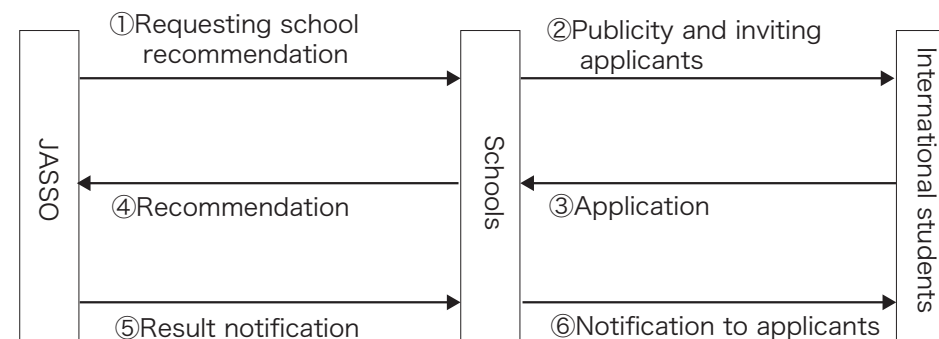 ①Requesting school
recommendation
②Publicity and inviting
applicants
JASSO
Schools
International students
④Recommendation
③Application
⑤Result notification
⑥Notification to applicants